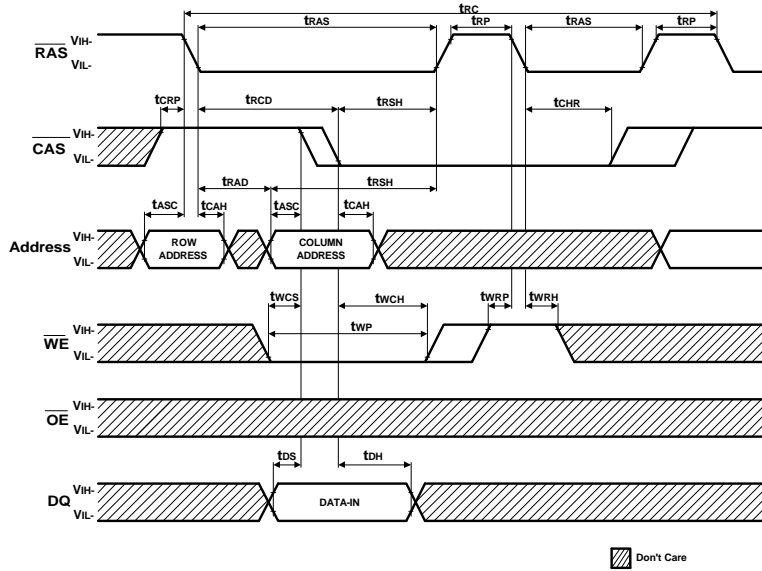 tRC
tRAS tRP tRAS tRP
RAS VIH-
VIL-
tCRP tRCD tRSH tCHR
CAS VIH-
VIL-
tRAD tRSH
tASC tCAH tASC tCAH
Address VIH-
VIL-
ROW ADDRESS COLUMN ADDRESS
tWCS tWCH tWRP tWRH
tWP
WE VIH-
VIL-
OE VIH-
VIL-
tDS tDH
DQ VIH-
VIL-
DATA-IN
Don't Care